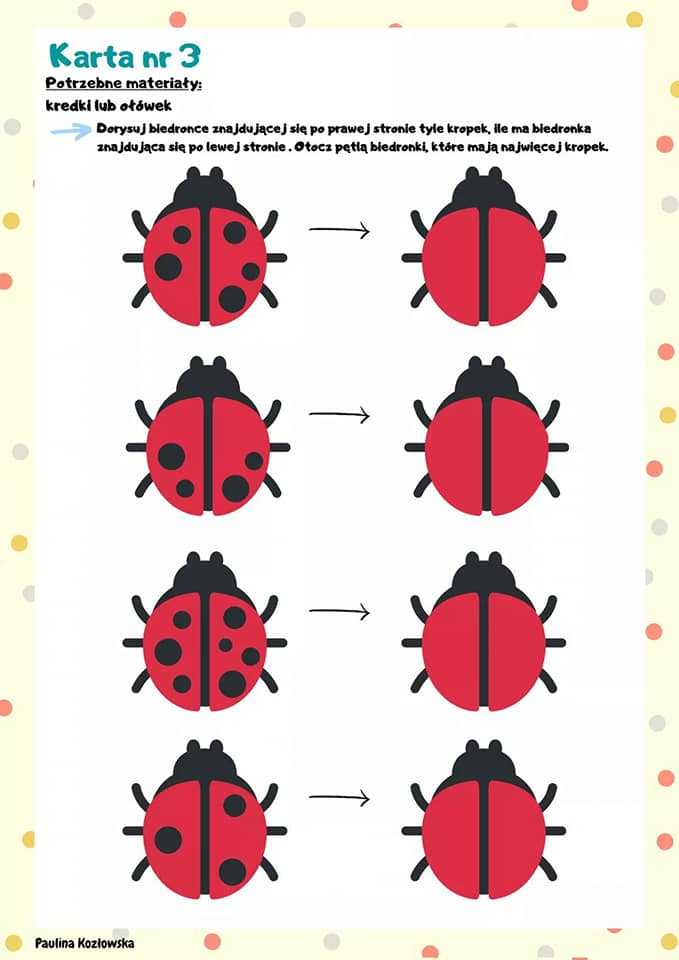 Karta nr 3
Potrzebne materiały:
kredki lub ołówek
Dorysuj biedronce znajdującej się po prawej stronie tyle kropek, ile ma biedronka
znajdująca się po lewej stronie . Otocz pętlą biedronki, które mają najwięcej kropek.
Paulina Kozłowska